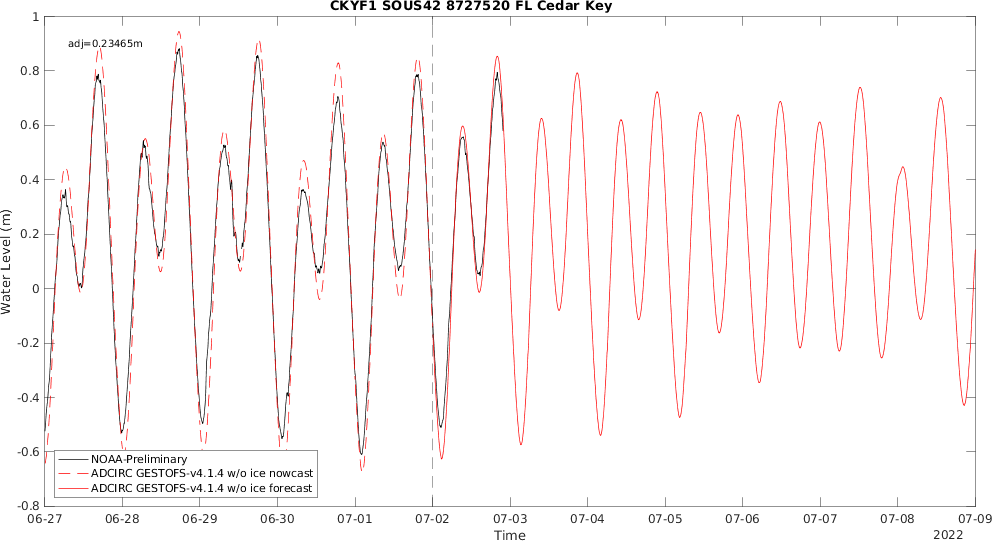 CKYF1 SOUS42 8727520 FL Cedar Key
adj=0.23465m
Water Level (m)
1
0.8
0.6
0.4
0.2
0
-0.2
-0.4
-0.6
-0.8
NOAA-Preliminary
ADCIRC GESTOFS-v4.1.4 w/o ice nowcast
ADCIRC GESTOFS-v4.1.4 w/o ice forecast
06-27 06-28 06-29 06-30 07-01 07-02 07-03 07-04 07-05 07-06 07-07 07-08 07-09
Time
2022